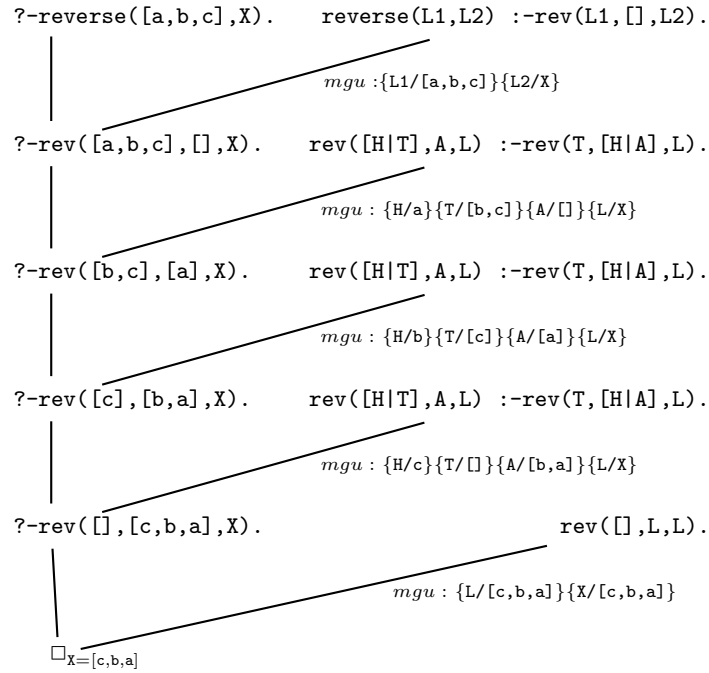 ?-reverse([a,b,c],X). reverse(L1,L2) :-rev(L1,[],L2).
mgu :{L1/[a,b,c]}{L2/X}
?-rev([a,b,c],[],X). rev([H|T],A,L) :-rev(T,[H|A],L).
mgu : {H/a}{T/[b,c]}{A/[]}{L/X}
?-rev([b,c],[a],X). rev([H|T],A,L) :-rev(T,[H|A],L).
mgu : {H/b}{T/[c]}{A/[a]}{L/X}
?-rev([c],[b,a],X). rev([H|T],A,L) :-rev(T,[H|A],L).
mgu : {H/c}{T/[]}{A/[b,a]}{L/X}
?-rev([],[c,b,a],X). rev([],L,L).
mgu : {L/[c,b,a]}{X/[c,b,a]}
□X=[c,b,a]